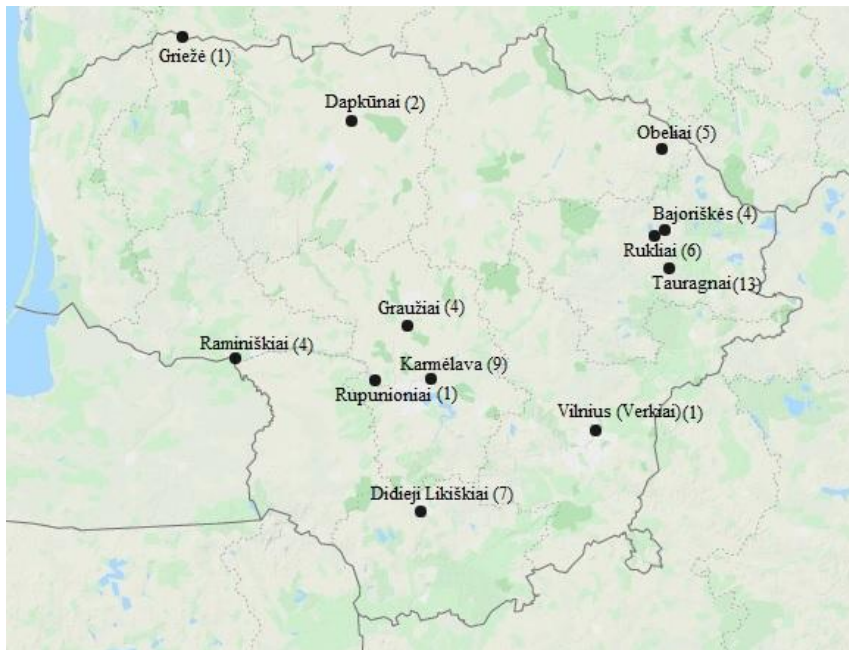 Griežė (1)
Dapkūnai (2)
Obeliai (5)
Bajoriškės (4)
Rukliai (6)
Tauragnai (13)
Graužiai (4)
Raminiškiai (4)
Karmėlava (9)
Rupunioniai (1)
Vilnius (Verkiai) (1)
Didieji Likiškiai (7)